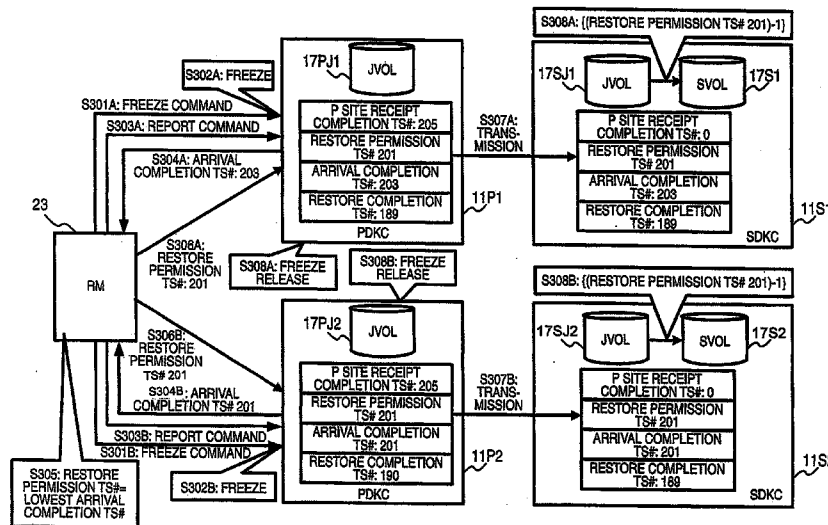 S302A: FREEZE
S301A: FREEZE COMMAND
S303A: REPORT COMMAND
S304A: ARRIVAL
COMPLETION TS#: 203
23
RM
S306A:
RESTORE
PERMISSION
TS#: 201
S306B:
RESTORE
PERMISSION
TS# 201
S304B: ARRIVAL
COMPLETION TS# 201
S303B: REPORT COMMAND
S301B: FREEZE COMMAND
S302B: FREEZE
S305: RESTORE
PERMISSION TS#=
LOWEST ARRIVAL
COMPLETION TS#
17PJ1
JVOL
P SITE RECEIPT
COMPLETION TS#: 205
RESTORE PERMISSION
TS# 201
ARRIVAL COMPLETION
TS#: 203
RESTORE COMPLETION
TS#: 189
PDKC
11P1
S308A: FREEZE
RELEASE
S308B: FREEZE
RELEASE
17PJ2
JVOL
P SITE RECEIPT
COMPLETION TS#: 205
RESTORE PERMISSION
TS#: 201
ARRIVAL COMPLETION
TS#: 201
RESTORE COMPLETION
TS#: 190
PDKC
11P2
S307A:
TRANS-
MISSION
S307B:
TRANS-
MISSION
S308A: {(RESTORE PERMISSION TS# 201)-1}
17SJ1
JVOL
SVOL
17S1
P SITE RECEIPT
COMPLETION TS#: 0
RESTORE PERMISSION
TS#: 201
ARRIVAL COMPLETION
TS#: 203
RESTORE COMPLETION
TS#: 189
SDKC
S308B: {(RESTORE PERMISSION TS# 201)-1}
17SJ2
JVOL
SVOL
17S2
P SITE RECEIPT
COMPLETION TS#: 0
RESTORE PERMISSION
TS#: 201
ARRIVAL COMPLETION
TS#: 201
RESTORE COMPLETION
TS#: 189
SDKC